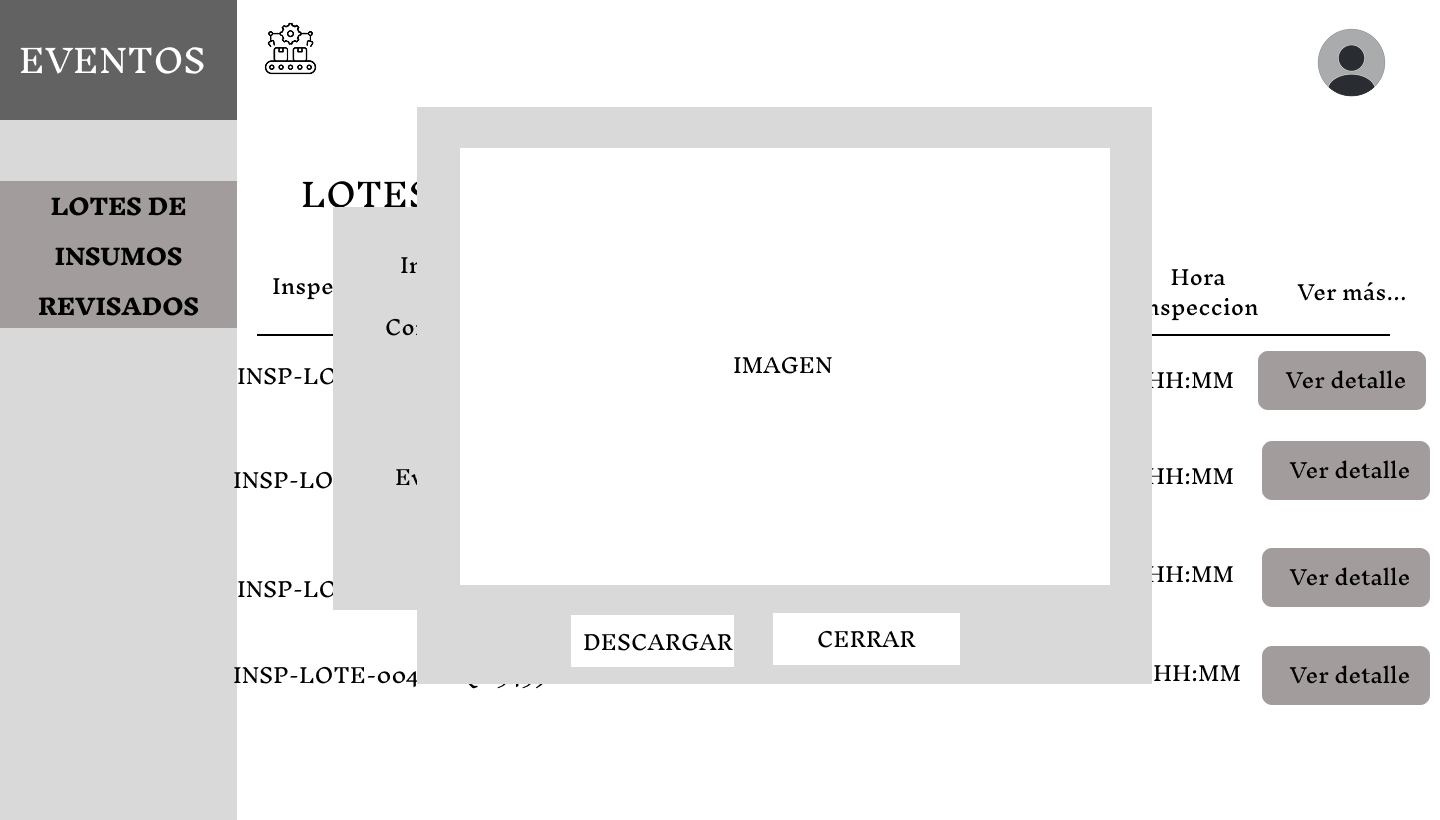 EVENTOS
LOTES DE
INSUMOS
REVISADOS
LOTES
Hora
Inspe
nspeccion
Ver más...
In
Co
IMAGEN
INSP-LO
HH:MM
Ver detalle
INSP-LO
Ev
HH:MM
Ver detalle
INSP-LO
HH:MM
Ver detalle
DESCARGAR
CERRAR
INSP-LOTE-004
HH:MM
Ver detalle